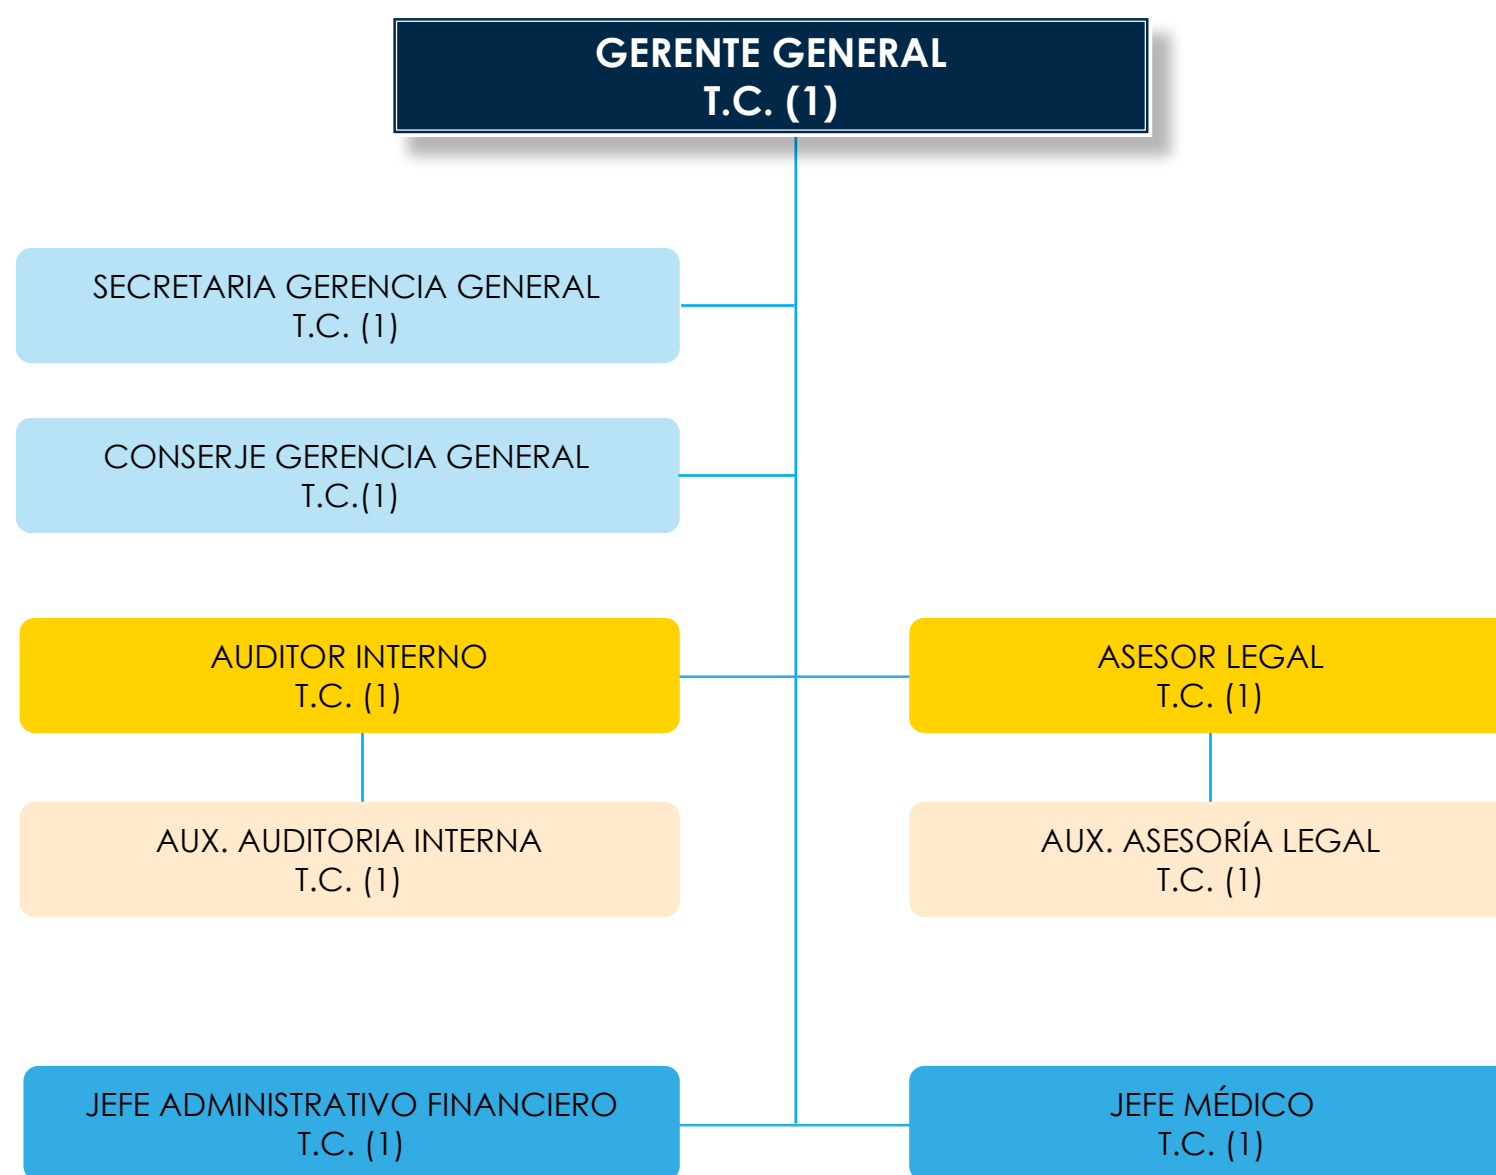 GERENTE GENERAL
T.C. (1)
SECRETARIA GERENCIA GENERAL
T.C. (1)
CONSERJE GERENCIA GENERAL
T.C.(1)
AUDITOR INTERNO
T.C. (1)
ASESOR LEGAL
T.C. (1)
AUX. AUDITORIA INTERNA
T.C. (1)
AUX. ASESORÍA LEGAL
T.C. (1)
JEFE ADMINISTRATIVO FINANCIERO
T.C. (1)
JEFE MÉDICO
T.C. (1)